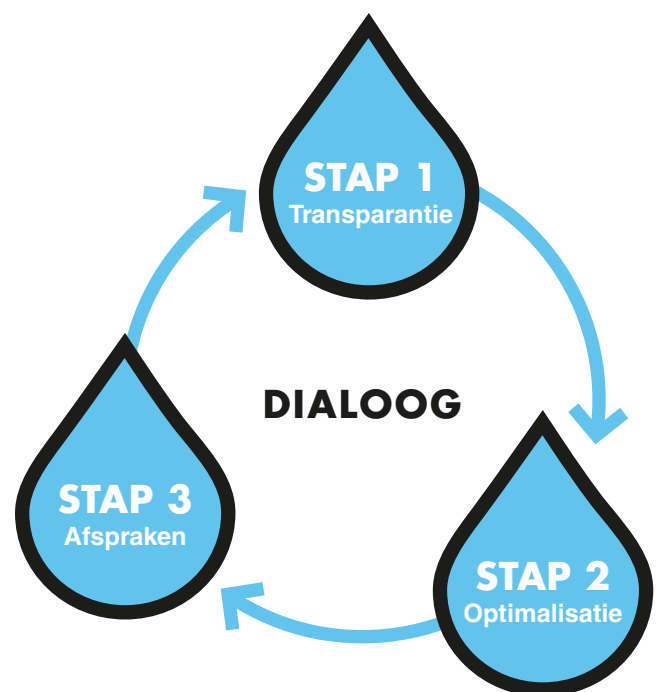 STAP 1
Transparantie
DIALOOG
STAP 2
Optimalisatie
STAP 3
Afspraken